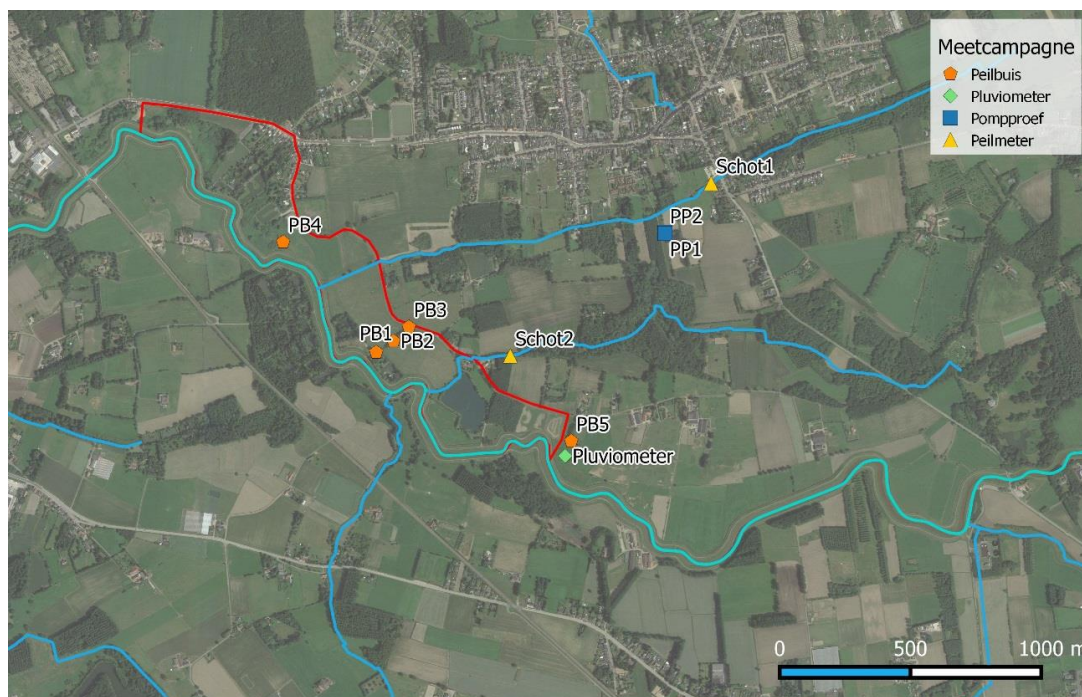 Meetcampagne
Peilbuis
Pluviometer
Pompproef
Peilmeter
Schot1
PP2
PP1
PB4
PB3
PB1
PB2
Schot2
PB5
Pluviometer
0 500 1000 m